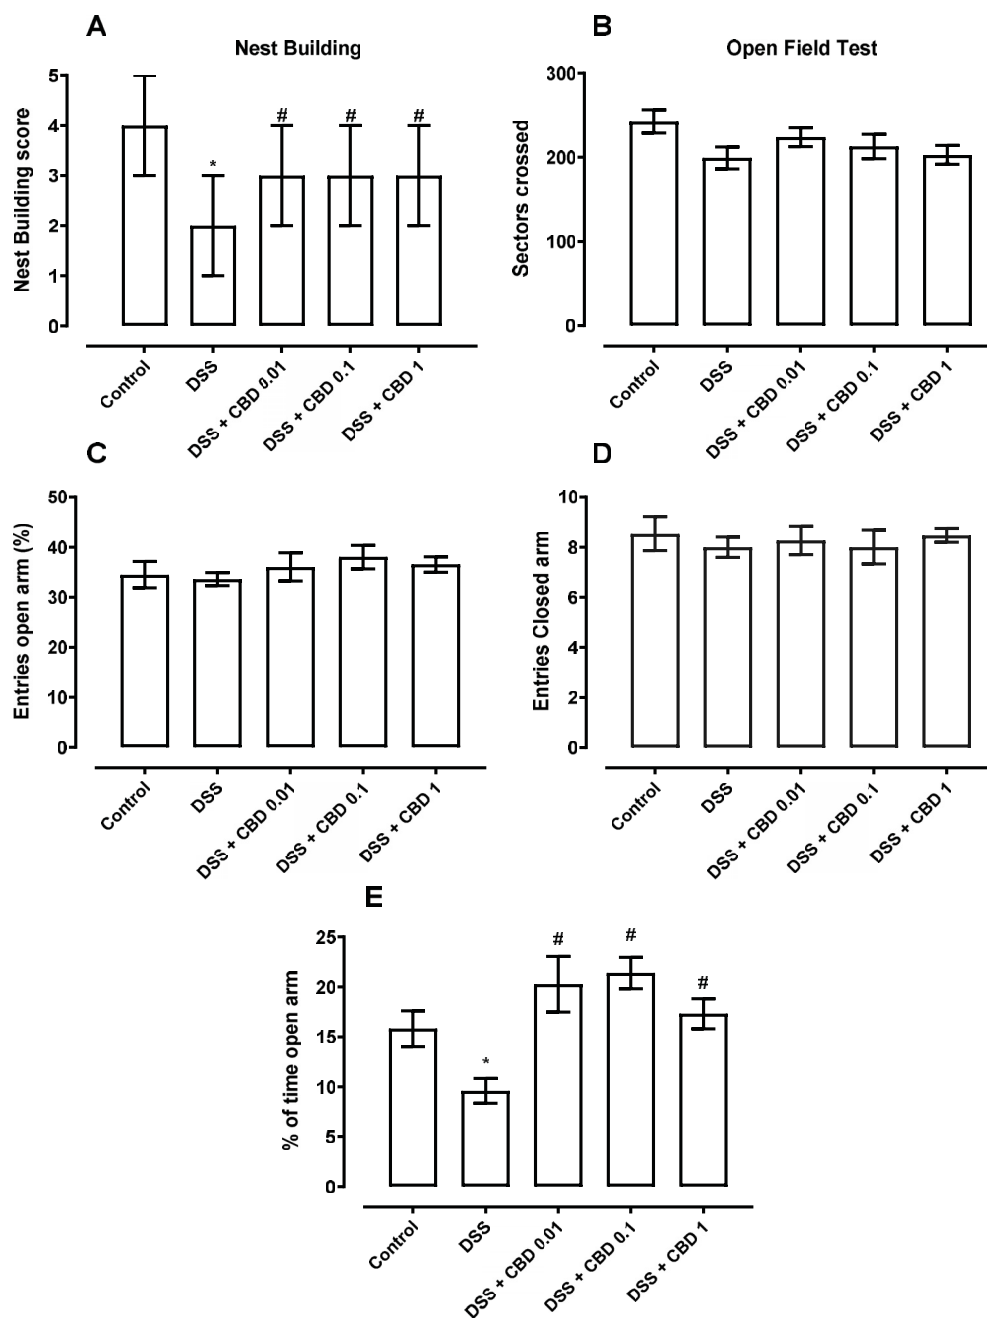 A
Nest Building
Nest Building score
5
4
3
2
1
0
*
#
#
#
Control
DSS
DSS + CBD 0.01
DSS + CBD 0.1
DSS + CBD 1
B
Open Field Test
Sectors crossed
300
200
100
0
Control
DSS
DSS + CBD 0.01
DSS + CBD 0.1
DSS + CBD 1
C
Entries open arm (%)
50
40
30
20
10
0
Control
DSS
DSS + CBD 0.01
DSS + CBD 0.1
DSS + CBD 1
D
Entries Closed arm
10
8
6
4
2
0
Control
DSS
DSS + CBD 0.01
DSS + CBD 0.1
DSS + CBD 1
E
% of time open arm
25
20
15
10
5
0
*
#
#
#
Control
DSS
DSS + CBD 0.01
DSS + CBD 0.1
DSS + CBD 1